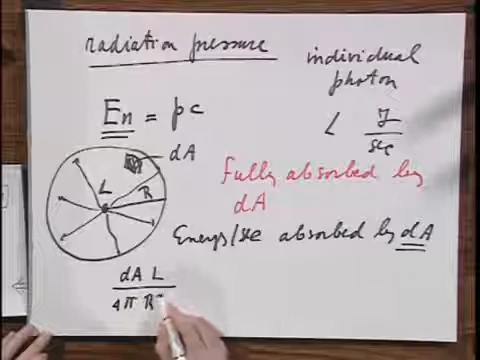 radiation pressure
individual
photon
En = pc
L J/sec
dA
L
R
Fully absorbed by
dA
Energy/sec absorbed by dA
dA L
4π R²